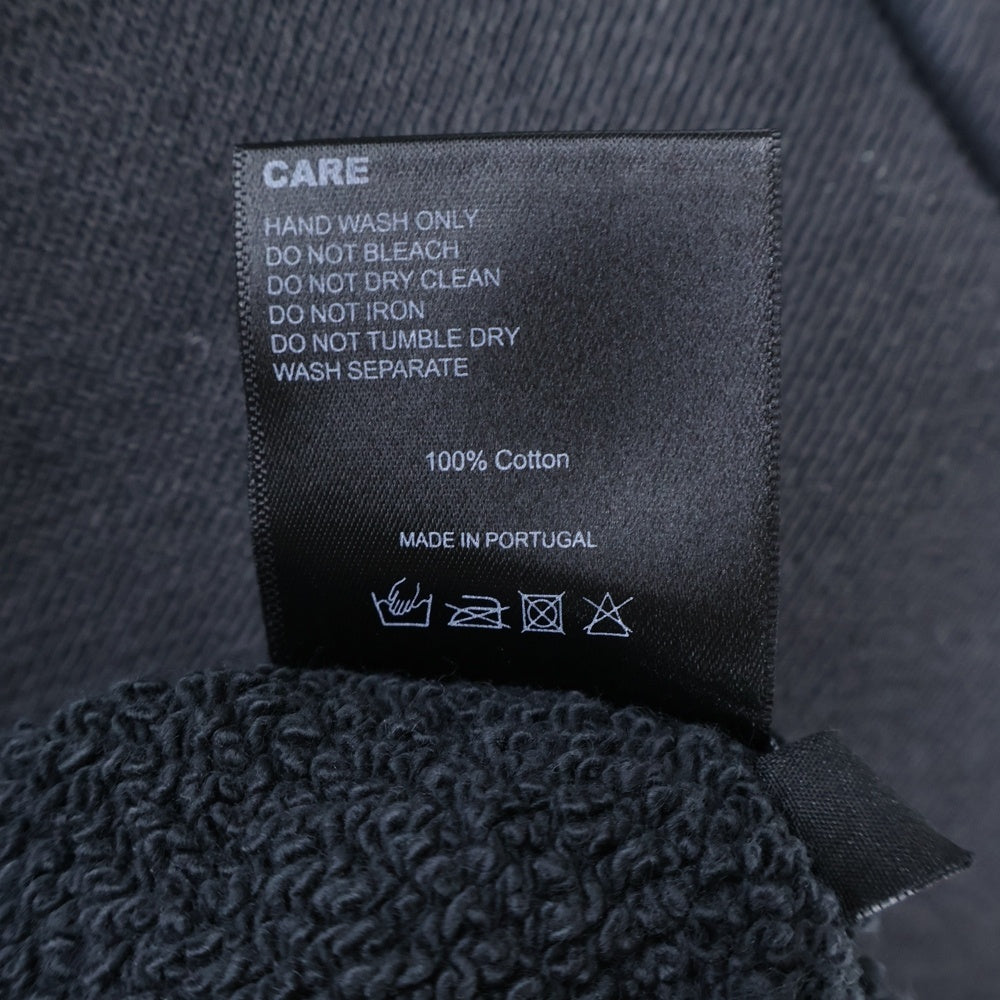 CARE
HAND WASH ONLY
DO NOT BLEACH
DO NOT DRY CLEAN
DO NOT IRON
DO NOT TUMBLE DRY
WASH SEPARATE
100% Cotton
MADE IN PORTUGAL